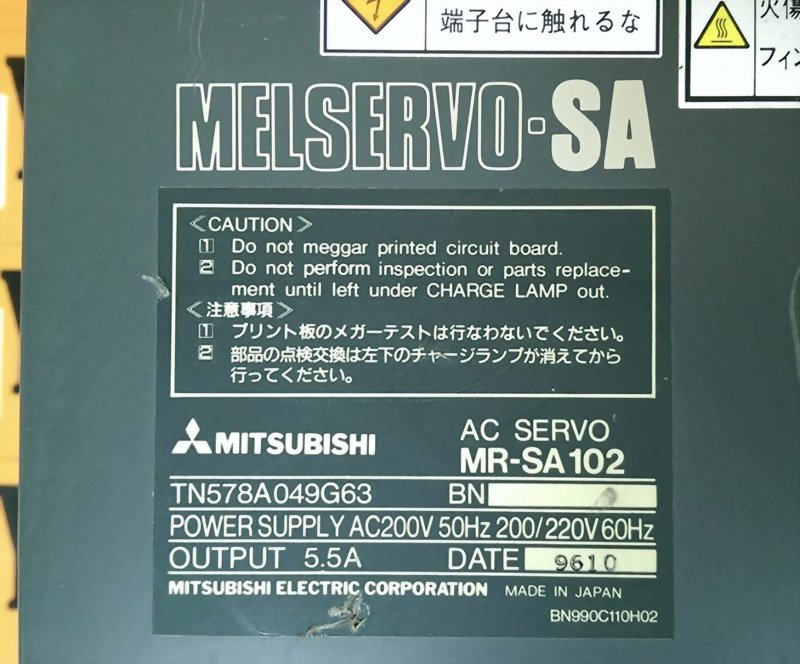 端子台に触れるな
火傷
フィン
MELSERVO-SA
<CAUTION>
1 Do not meggar printed circuit board.
2 Do not perform inspection or parts replace-
ment until left under CHARGE LAMP out.
<注意事項>
1 プリント板のメガーテストは行なわないでください。
2 部品の点検交換は左下のチャージランプが消えてから
行ってください。
MITSUBISHI
AC SERVO
MR-SA102
TN578A049G63 BN
POWER SUPPLY AC200V 50Hz 200/220V 60Hz
OUTPUT 5.5A DATE 9610
MITSUBISHI ELECTRIC CORPORATION MADE IN JAPAN
BN990C110H02